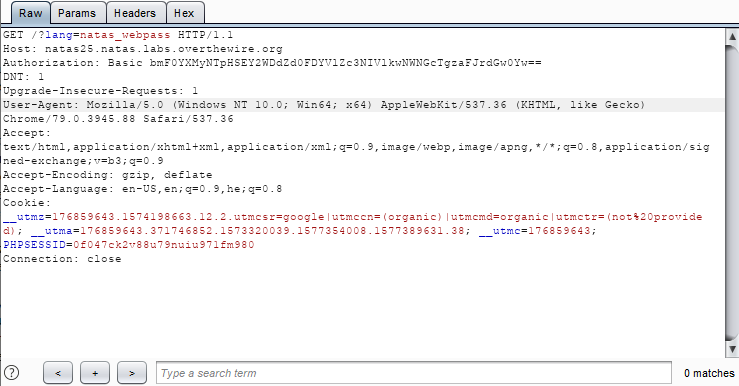 Raw Params Headers Hex
GET /?lang=natas_webpass HTTP/1.1
Host: natas25.natas.labs.overthewire.org
Authorization: Basic bmF0YXMyNTpHSEY2WDdZd0FDYVlZc3NIVlkwNWNGcTgzaFJrdGw0Yw==
DNT: 1
Upgrade-Insecure-Requests: 1
User-Agent: Mozilla/5.0 (Windows NT 10.0; Win64; x64) AppleWebKit/537.36 (KHTML, like Gecko)
Chrome/79.0.3945.88 Safari/537.36
Accept:
text/html,application/xhtml+xml,application/xml;q=0.9,image/webp,image/apng,*/*;q=0.8,application/sig
ned-exchange;v=b3;q=0.9
Accept-Encoding: gzip, deflate
Accept-Language: en-US,en;q=0.9,he;q=0.8
Cookie:
__utmz=176859643.1574198663.12.2.utmcsr=google|utmccn=(organic)|utmcmd=organic|utmctr=(not%20provide
d); __utma=176859643.371746852.1573320039.1577354008.1577389631.38; __utmc=176859643;
PHPSESSID=0f047ck2v88u79nuiu971fm980
Connection: close
? < + > Type a search term 0 matches